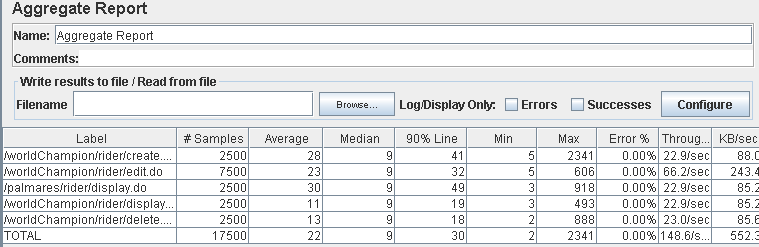 Aggregate Report
Name: Aggregate Report
Comments:
Write results to file / Read from file
Filename Browse... Log/Display Only: Errors Successes Configure
Label # Samples Average Median 90% Line Min Max Error % Throug... KB/sec
/worldChampion/rider/create.... 2500 28 9 41 5 2341 0.00% 22.9/sec 88.0
/worldChampion/rider/edit.do 7500 23 9 32 5 606 0.00% 66.2/sec 243.4
/palmares/rider/display.do 2500 30 9 49 3 918 0.00% 22.9/sec 85.2
/worldChampion/rider/display... 2500 11 9 19 3 493 0.00% 22.9/sec 85.2
/worldChampion/rider/delete.... 2500 13 9 18 2 888 0.00% 23.0/sec 85.6
TOTAL 17500 22 9 30 2 2341 0.00% 148.6/s... 552.3